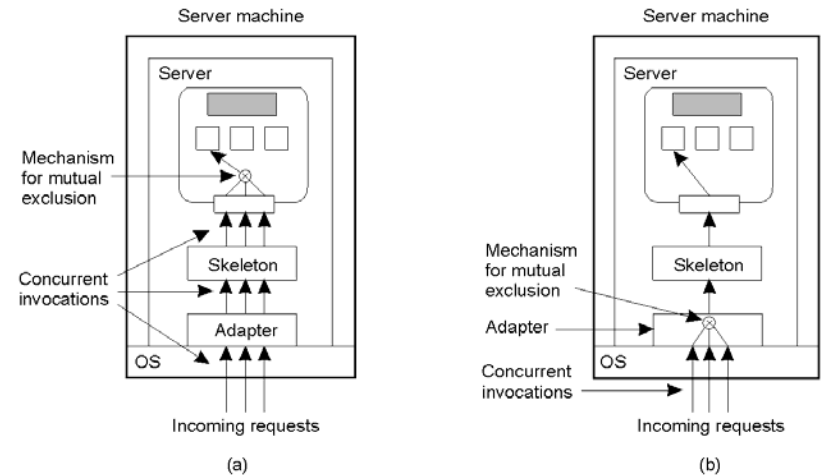 Server machine
Server
Mechanism
for mutual
exclusion
Concurrent
invocations
Skeleton
Adapter
OS
Incoming requests
(a)
Server machine
Server
Mechanism
for mutual
exclusion
Skeleton
Adapter
OS
Concurrent
invocations
Incoming requests
(b)